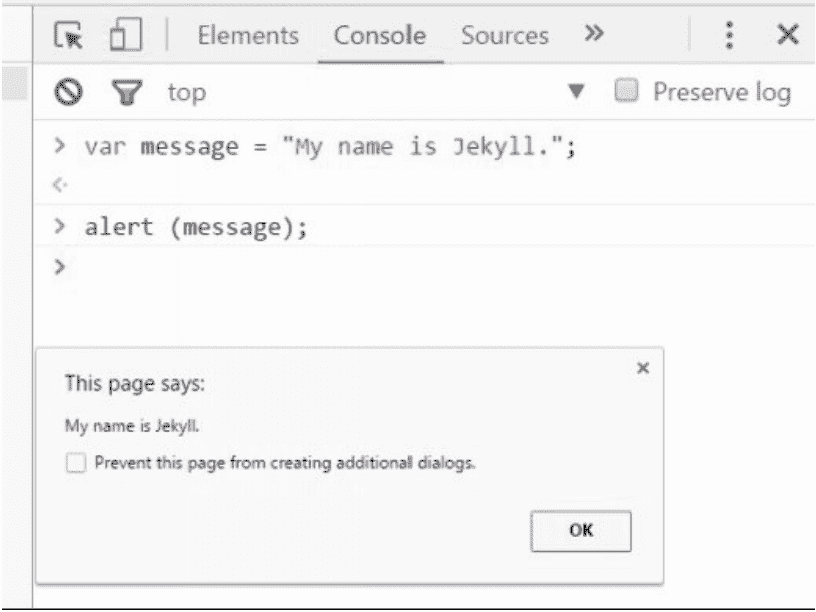 Elements Console Sources »
top ▼ Preserve log
> var message = "My name is Jekyll.";
<·
> alert (message);
>
This page says:
My name is Jekyll.
Prevent this page from creating additional dialogs.
OK